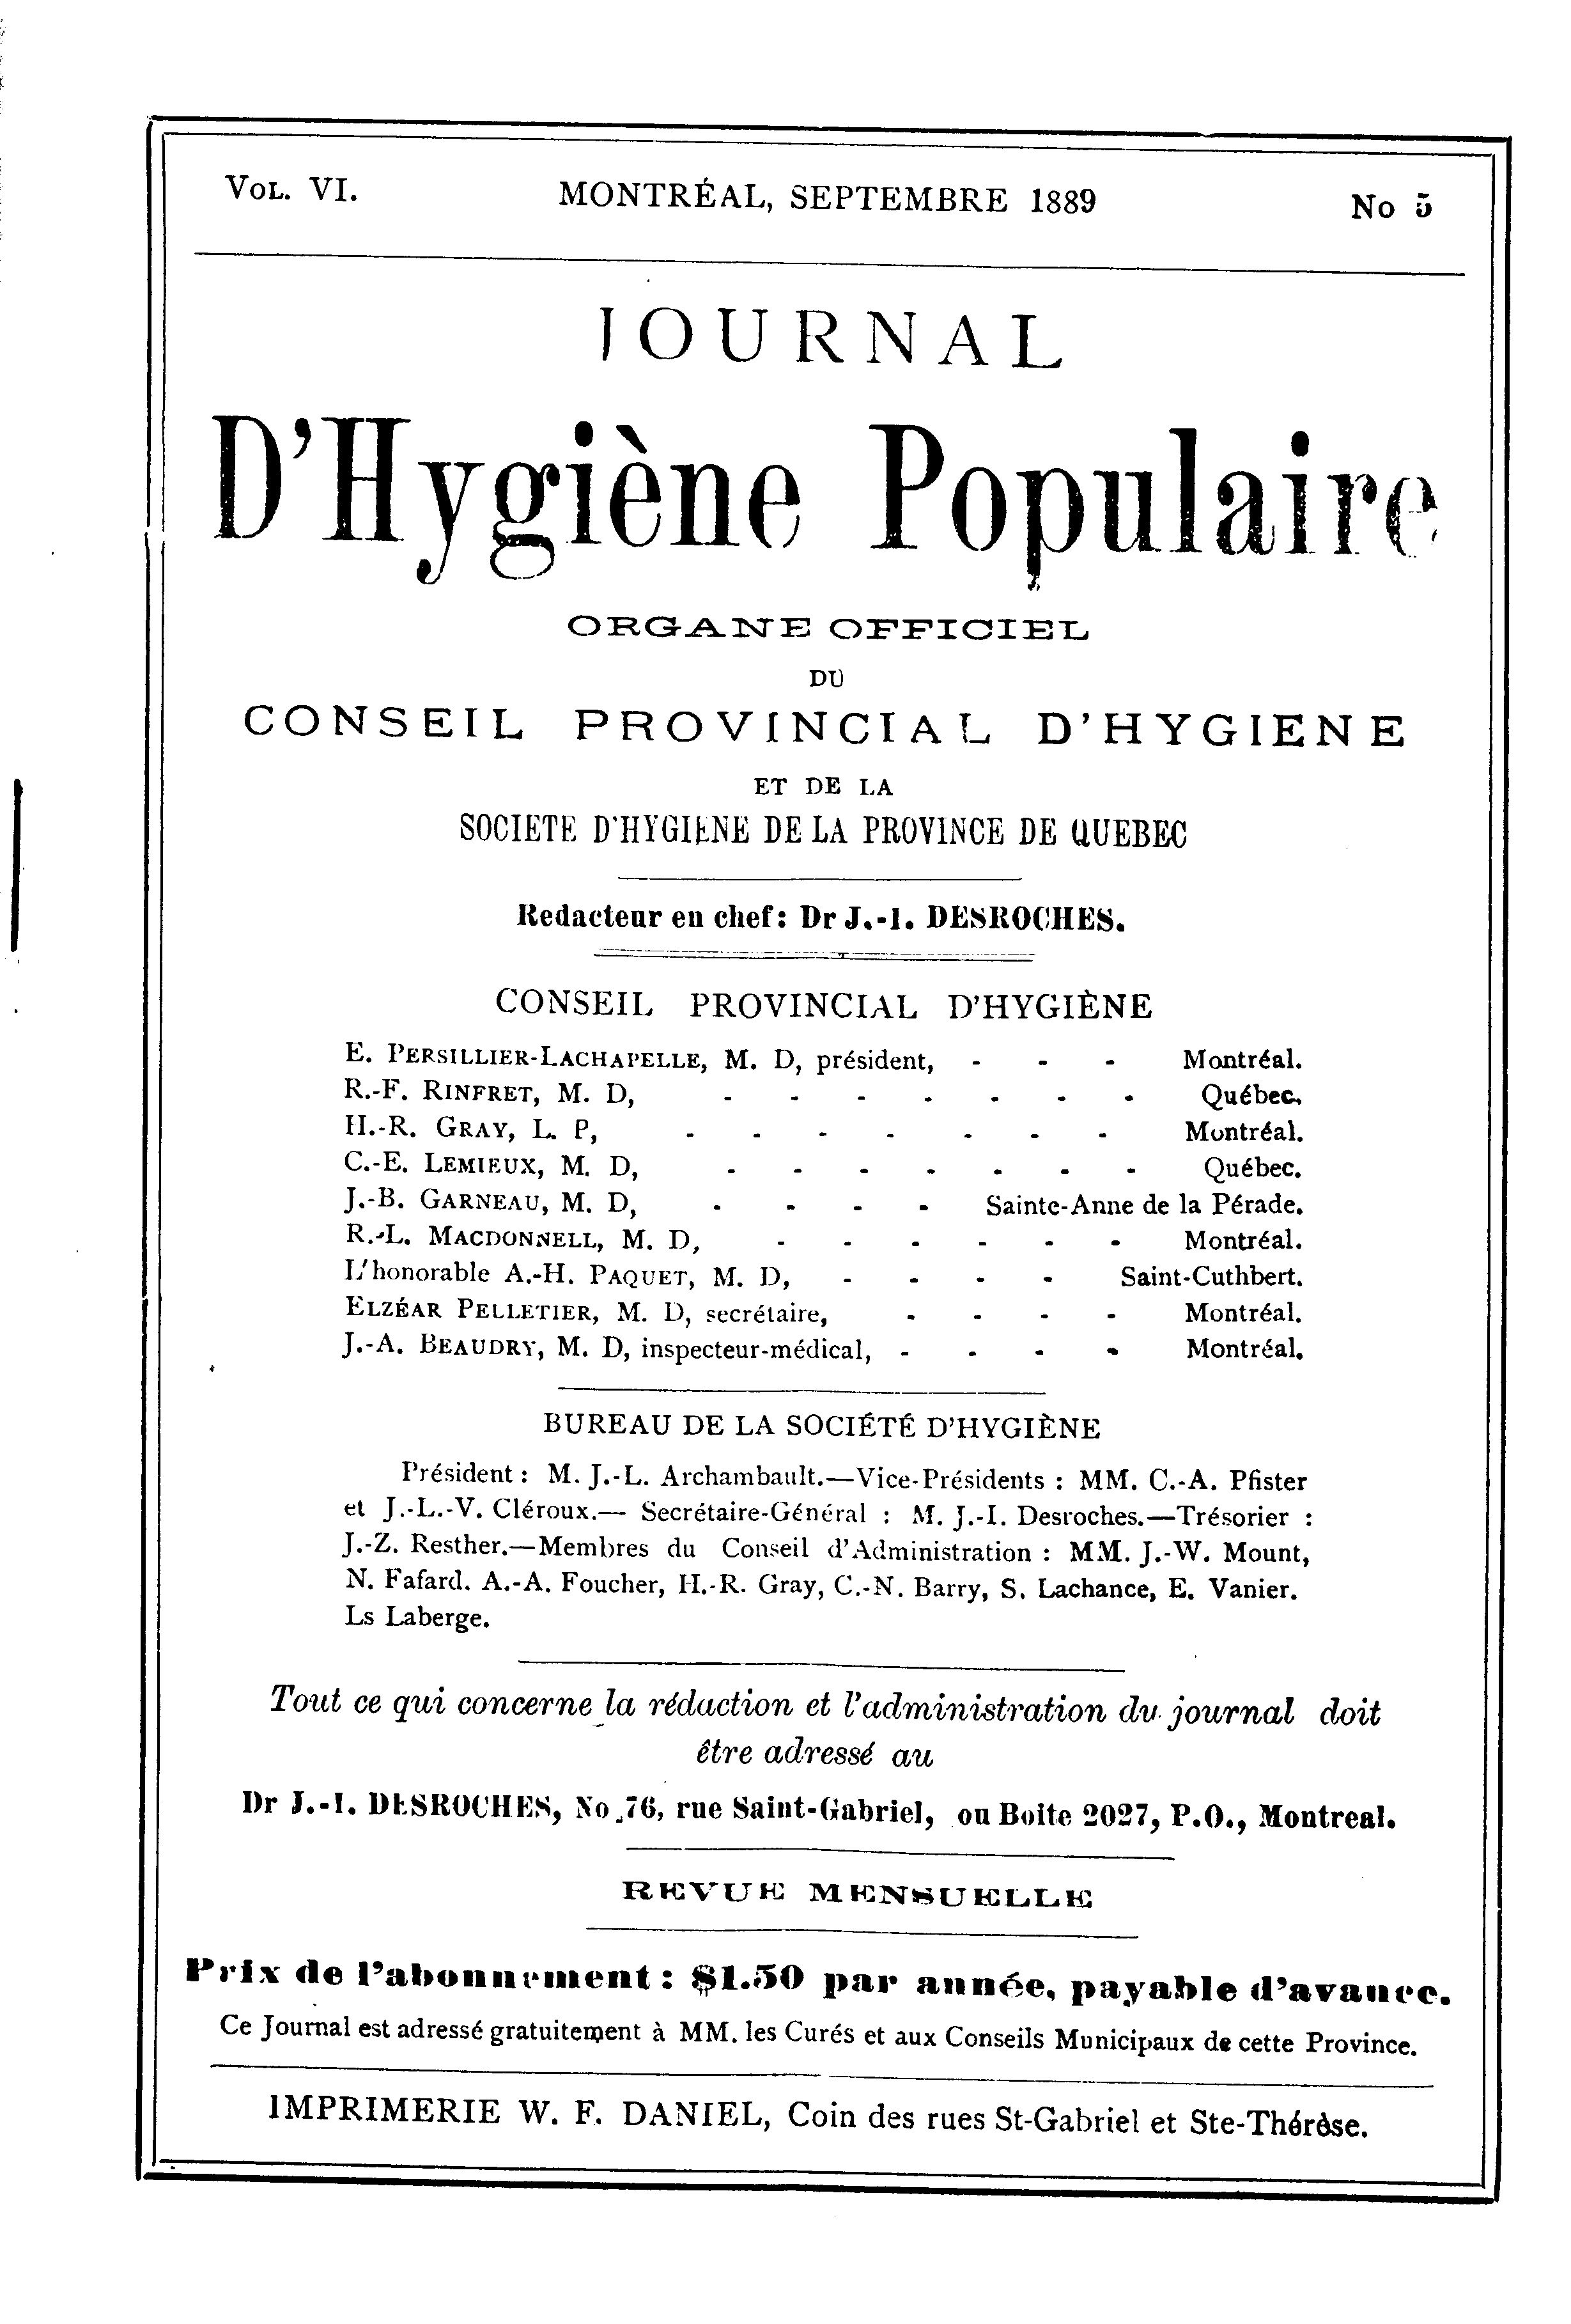 VOL. VI. MONTRÉAL, SEPTEMBRE 1889 No 5
JOURNAL
D'Hygiène Populaire
ORGANE OFFICIEL
DU
CONSEIL PROVINCIAL D'HYGIENE
ET DE LA
SOCIETE D'HYGIENE DE LA PROVINCE DE QUEBEC
Redacteur en chef: Dr J.-I. DESROCHES.
CONSEIL PROVINCIAL D'HYGIÈNE
E. PERSILLIER-LACHAPELLE, M. D, président, - - - Montréal.
R.-F. RINFRET, M. D, - - - - - - - Québec.
H.-R. GRAY, L. P, - - - - - - - Montréal.
C.-E. LEMIEUX, M. D, - - - - - - - Québec.
J.-B. GARNEAU, M. D, - - - - Sainte-Anne de la Pérade.
R.-L. MACDONNELL, M. D, - - - - - - Montréal.
L'honorable A.-H. PAQUET, M. D, - - - - Saint-Cuthbert.
ELZÉAR PELLETIER, M. D, secrétaire, - - - - Montréal.
J.-A. BEAUDRY, M. D, inspecteur-médical, - - - - Montréal.
BUREAU DE LA SOCIÉTÉ D'HYGIÈNE
Président : M. J.-L. Archambault.—Vice-Présidents : MM. C.-A. Pfister
et J.-L.-V. Cléroux.— Secrétaire-Général : M. J.-I. Desroches.—Trésorier :
J.-Z. Resther.—Membres du Conseil d'Administration : MM. J.-W. Mount,
N. Fafard. A.-A. Foucher, H.-R. Gray, C.-N. Barry, S. Lachance, E. Vanier.
Ls Laberge.
Tout ce qui concerne la rédaction et l'administration du journal doit
être adressé au
Dr J.-I. DESROCHES, No 76, rue Saint-Gabriel, ou Boite 2027, P.O., Montreal.
REVUE MENSUELLE
Prix de l'abonnement : $1.50 par année, payable d'avance.
Ce Journal est adressé gratuitement à MM. les Curés et aux Conseils Municipaux de cette Province.
IMPRIMERIE W. F. DANIEL, Coin des rues St-Gabriel et Ste-Thérèse.